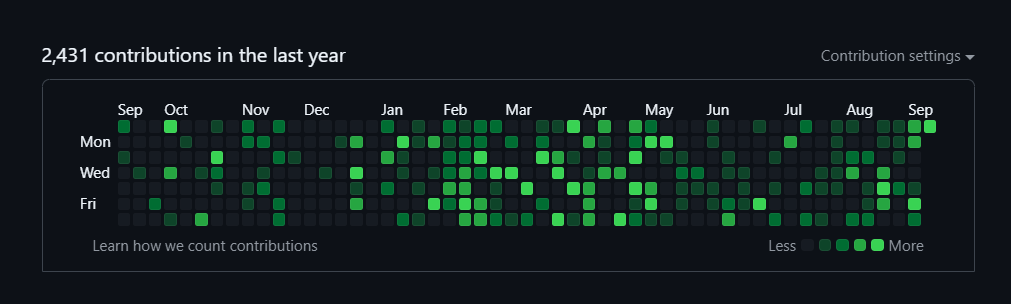 2,431 contributions in the last year
Contribution settings
Sep Oct Nov Dec Jan Feb Mar Apr May Jun Jul Aug Sep
Mon
Wed
Fri
Learn how we count contributions
Less More